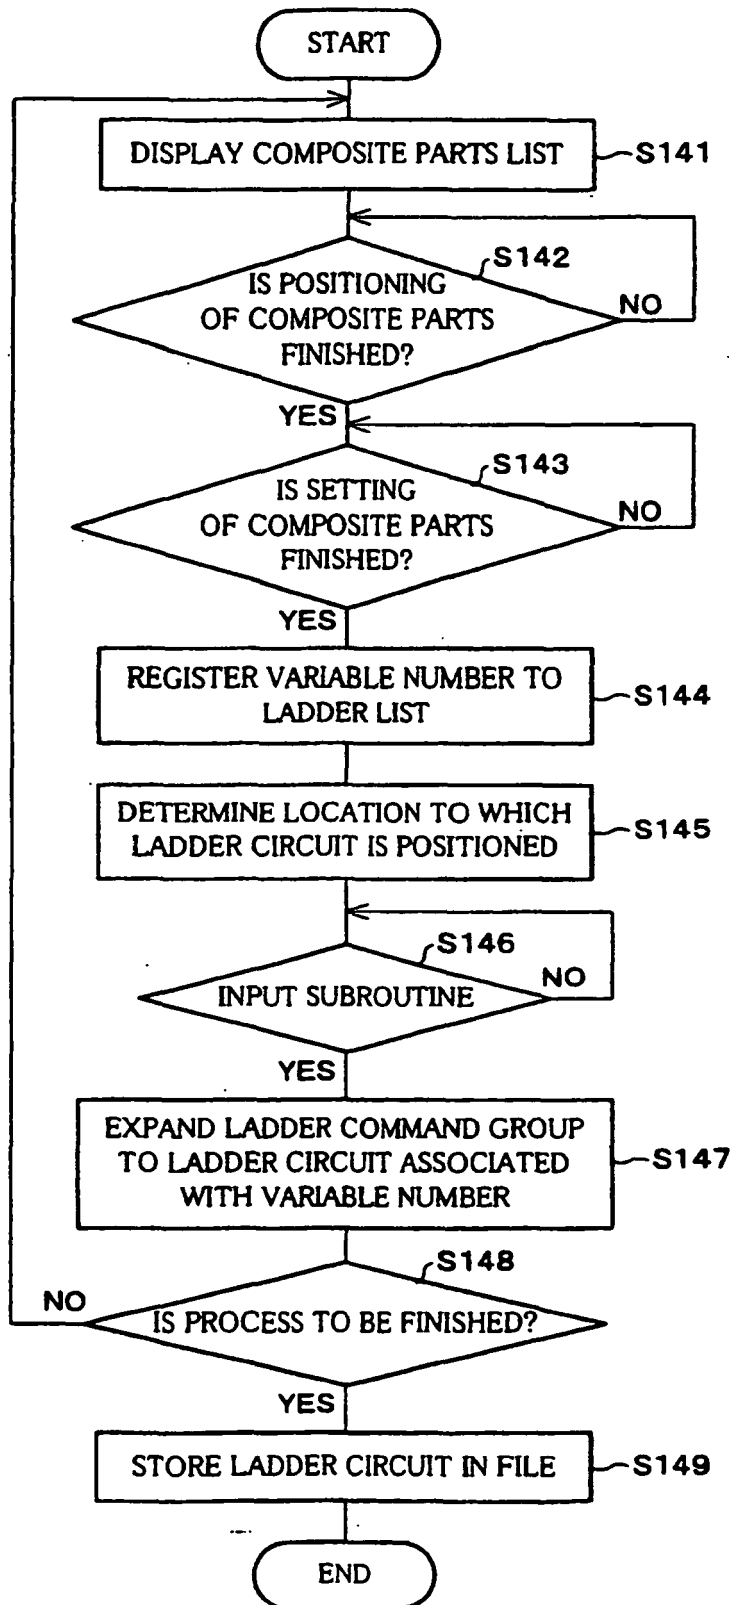 START
DISPLAY COMPOSITE PARTS LIST
S141
S142
IS POSITIONING
OF COMPOSITE PARTS
FINISHED?
NO
YES
S143
IS SETTING
OF COMPOSITE PARTS
FINISHED?
NO
YES
REGISTER VARIABLE NUMBER TO
LADDER LIST
S144
DETERMINE LOCATION TO WHICH
LADDER CIRCUIT IS POSITIONED
S145
S146
INPUT SUBROUTINE
NO
YES
EXPAND LADDER COMMAND GROUP
TO LADDER CIRCUIT ASSOCIATED
WITH VARIABLE NUMBER
S147
S148
NO
IS PROCESS TO BE FINISHED?
YES
STORE LADDER CIRCUIT IN FILE
S149
END